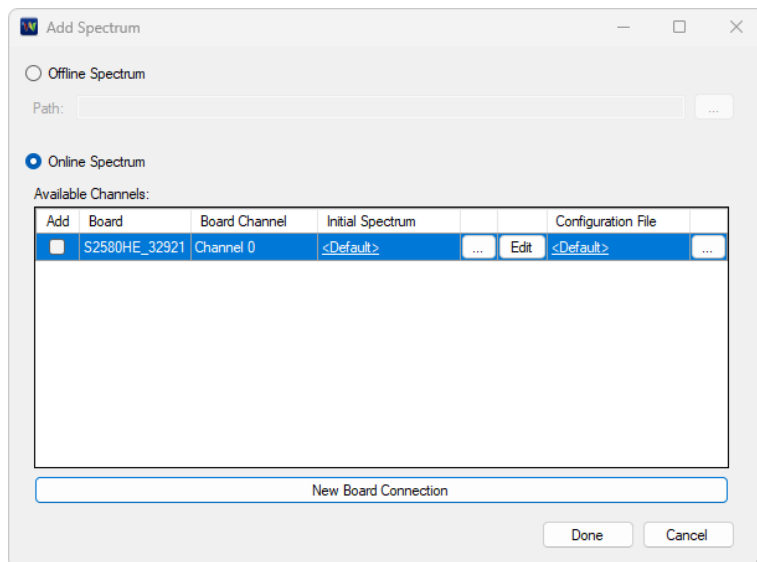 Add Spectrum
Offline Spectrum
Path:
...
Online Spectrum
Available Channels:
Add Board Board Channel Initial Spectrum Configuration File
S2580HE_32921 Channel 0 <Default> ... Edit <Default> ...
New Board Connection
Done Cancel